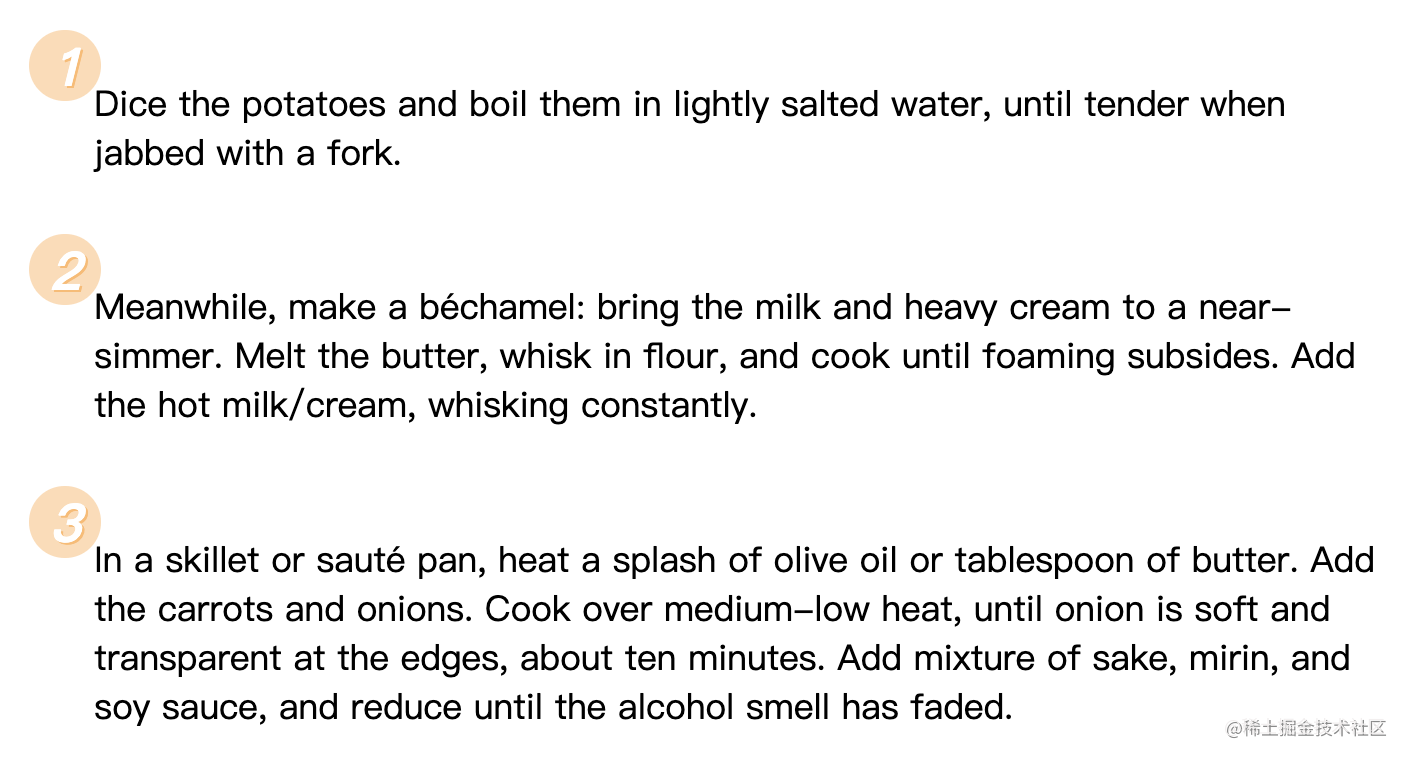 1
Dice the potatoes and boil them in lightly salted water, until tender when
jabbed with a fork.
2
Meanwhile, make a béchamel: bring the milk and heavy cream to a near-
simmer. Melt the butter, whisk in flour, and cook until foaming subsides. Add
the hot milk/cream, whisking constantly.
3
In a skillet or sauté pan, heat a splash of olive oil or tablespoon of butter. Add
the carrots and onions. Cook over medium-low heat, until onion is soft and
transparent at the edges, about ten minutes. Add mixture of sake, mirin, and
soy sauce, and reduce until the alcohol smell has faded.
@稀土掘金技术社区